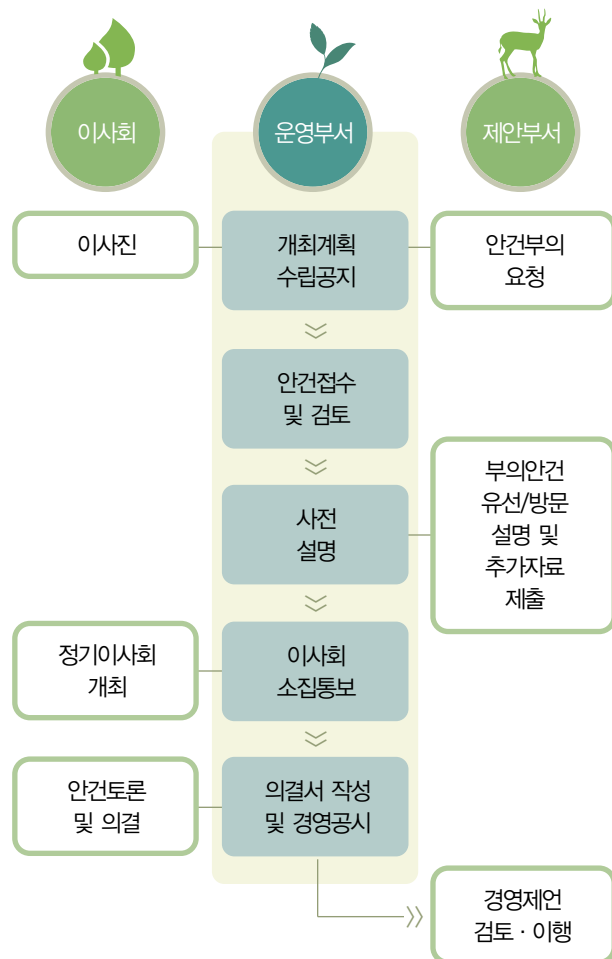 이사회
운영부서
제안부서
이사진
개최계획
수립공지
안건부의
요청
안건접수
및 검토
사전
설명
부의안건
유선/방문
설명 및
추가자료
제출
정기이사회
개최
이사회
소집통보
안건토론
및 의결
의결서 작성
및 경영공시
경영제언
검토 · 이행